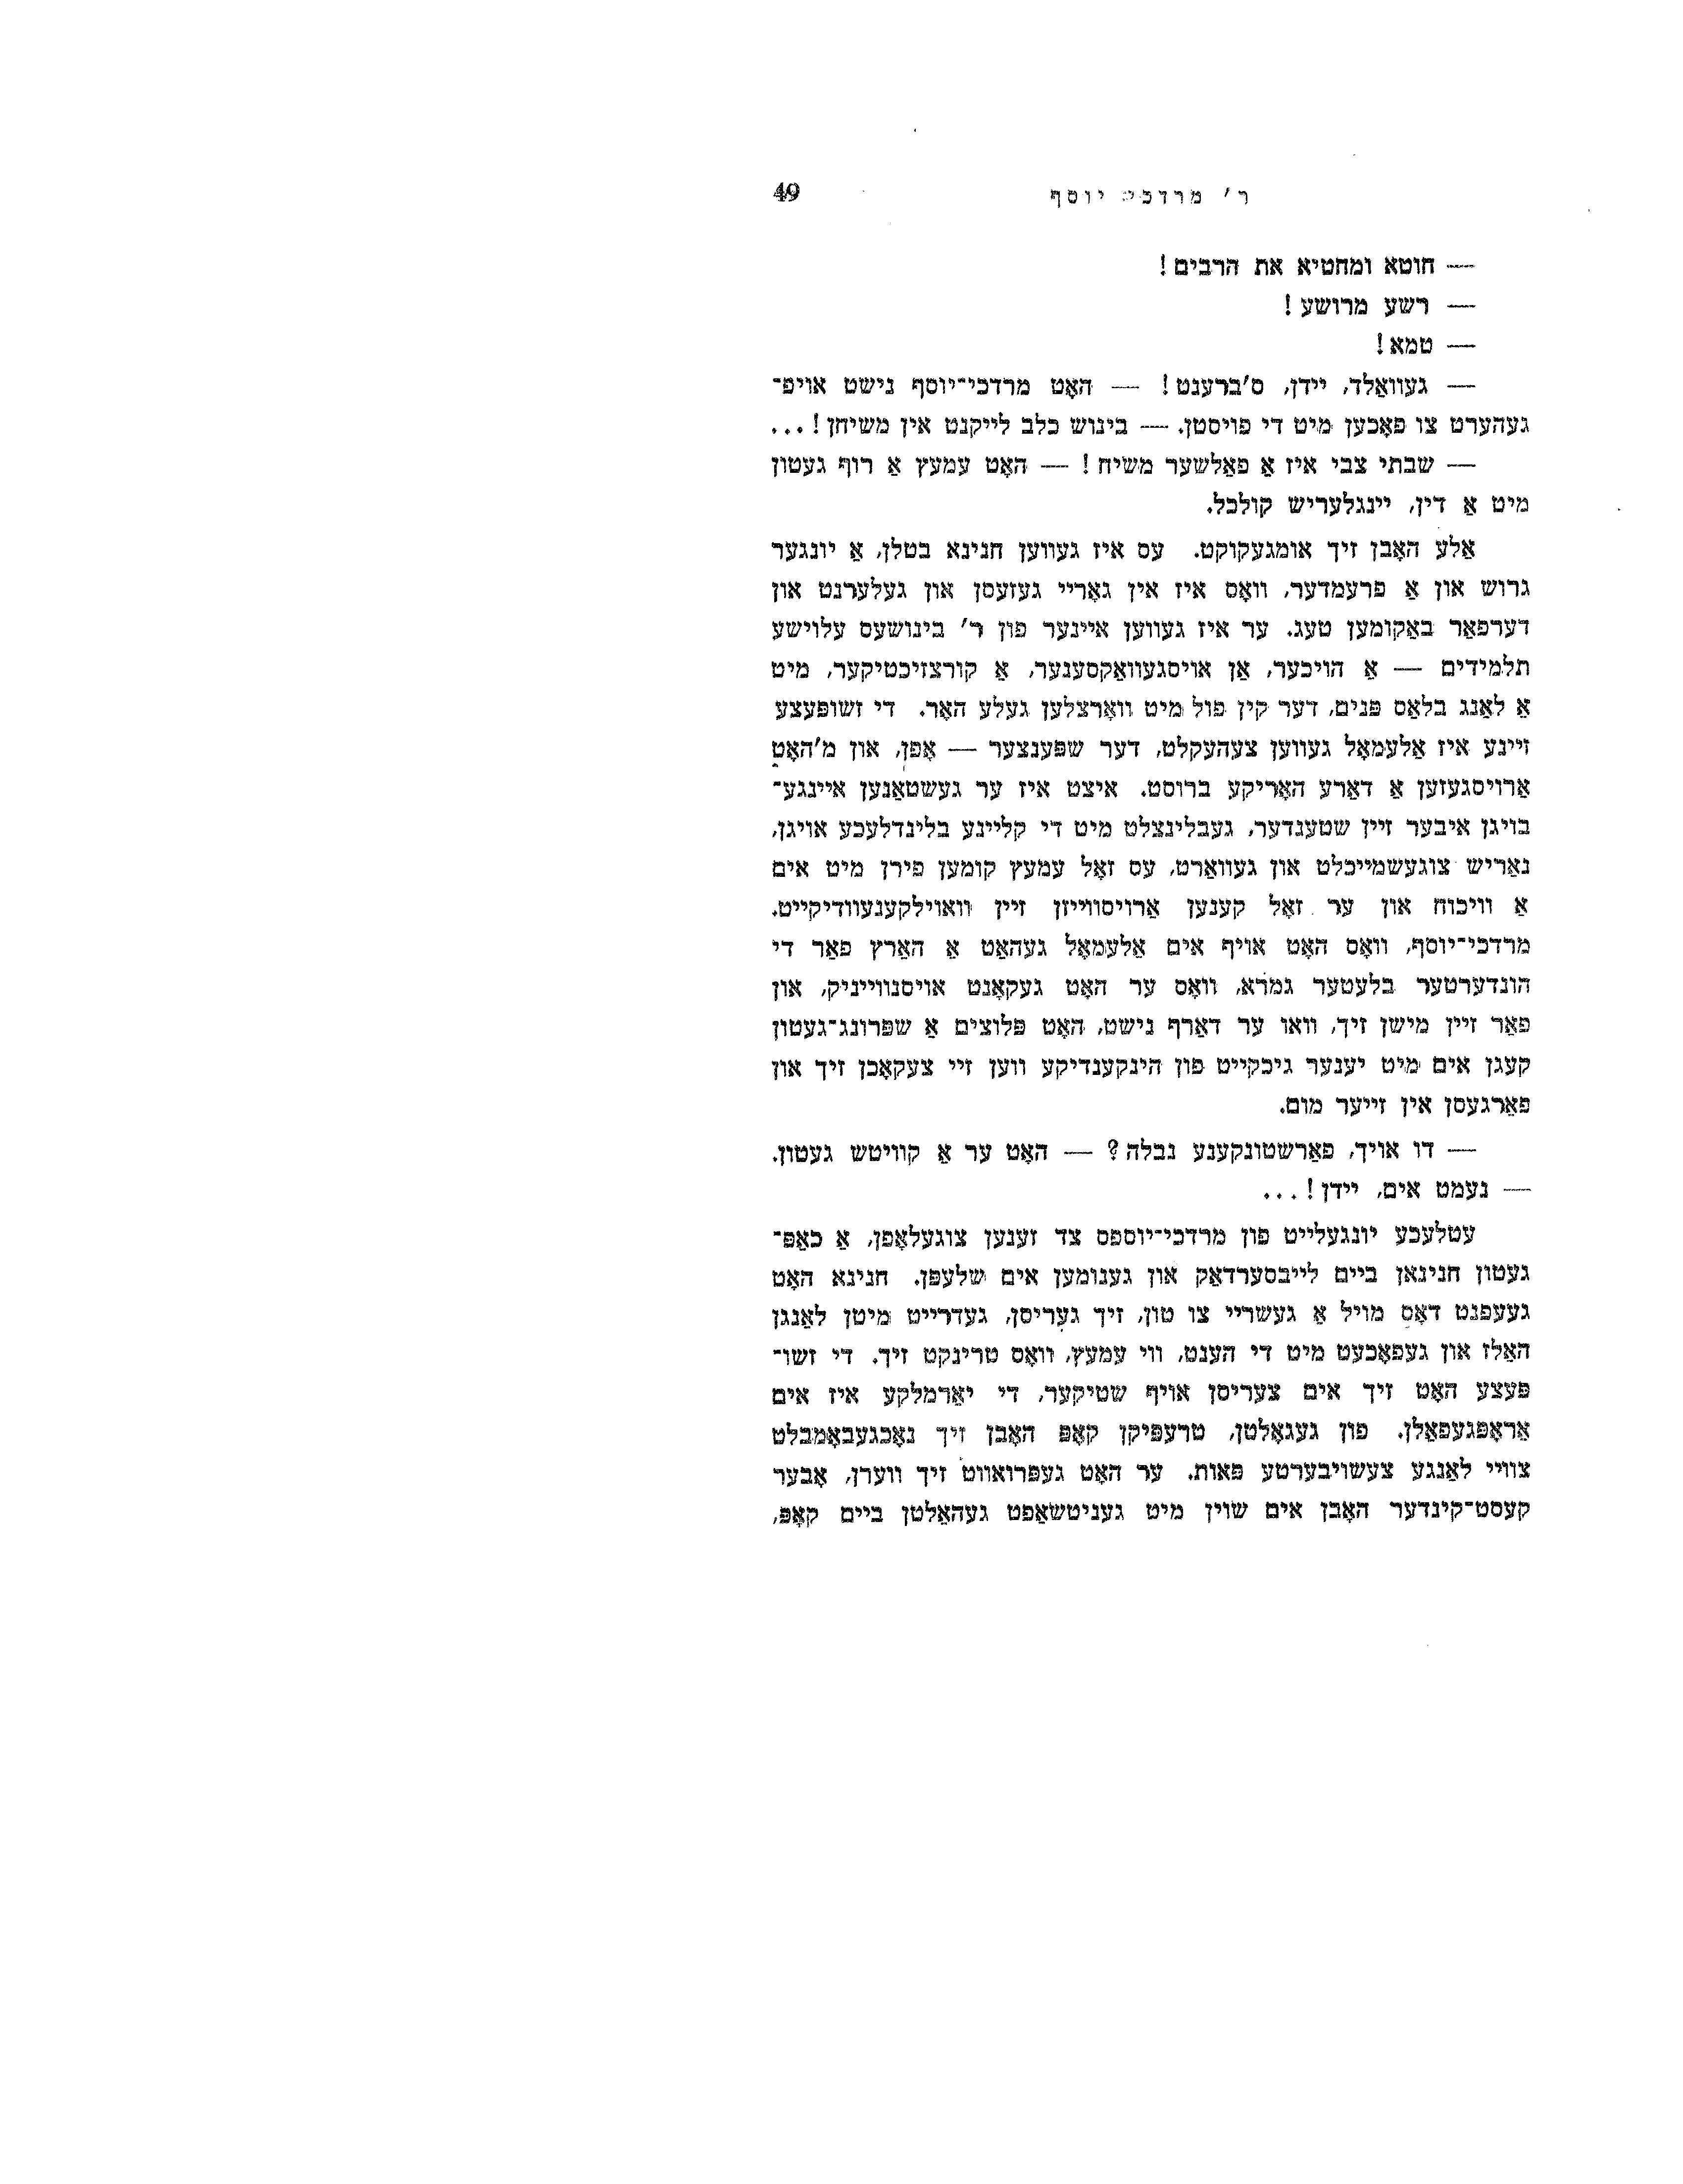 ר' מרדכי יוסף 49
— חוטא ומחטיא את הרבים!
— רשע מרושע!
— טמא!
— געוואַלד, יידן, ס'ברענט! — האָט מרדכי־יוסף נישט אויפ־
געהערט צו פאָכען מיט די פויסטן. — בינוש כלב לייקנט אין משיחן!...
— שבתי צבי איז אַ פאַלשער משיח! — האָט עמעץ אַ רוף געטון
מיט אַ דין, יינגלעריש קולכל.
אַלע האָבן זיך אומגעקוקט. עס איז געווען חנינא בטלן, אַ יונגער
גרוש און אַ פרעמדער, וואָס איז אין גאָריי געזעסן און געלערנט און
דערפאַר באַקומען טעג. ער איז געווען איינער פון ר' בינושעס עלוישע
תלמידים — אַ הויכער, אַן אויסגעוואַקסענער, אַ קורצזיכטיקער, מיט
אַ לאַנג בלאַס פּנים, דער קין פול מיט וואָרצלען געלע האָר. די זשופּעצע
זיינע איז אַלעמאָל געווען צעהעקלט, דער שפּענצער — אָפן, און מ'האָט
אַרויסגעזען אַ דאַרע האָריקע ברוסט. איצט איז ער געשטאַנען איינגע־
בויגן איבער זיין שטענדער, געבלינצלט מיט די קליינע בלינדלעכע אויגן,
נאַריש צוגעשמייכלט און געוואַרט, עס זאָל עמעץ קומען פירן מיט אים
אַ וויכוח און ער זאָל קענען אַרויסווייזן זיין וואוילקענעוודיקייט.
מרדכי־יוסף, וואָס האָט אויף אים אַלעמאָל געהאַט אַ האַרץ פאַר די
הונדערטער בלעטער גמרא, וואָס ער האָט געקאָנט אויסנווייניק, און
פאַר זיין מישן זיך, וואו ער דאַרף נישט, האָט פּלוצים אַ שפּרונג־געטון
קעגן אים מיט יענער גיכקייט פון הינקענדיקע ווען זיי צעקאָכן זיך און
פאַרגעסן אין זייער מום.
— דו אויך, פאַרשטונקענע נבלה? — האָט ער אַ קוויטש געטון.
— נעמט אים, יידן!...
עטלעכע יונגעלייט פון מרדכי־יוספס צד זענען צוגעלאָפן, אַ כאַפּ־
געטון חנינאן ביים לייבסערדאַק און גענומען אים שלעפּן. חנינא האָט
געעפנט דאָס מויל אַ געשריי צו טון, זיך געריסן, געדרייט מיטן לאַנגן
האַלז און געפאָכעט מיט די הענט, ווי עמעץ, וואָס טרינקט זיך. די זשו־
פּעצע האָט זיך אים צעריסן אויף שטיקער, די יאַרמלקע איז אים
אַראָפּגעפאַלן. פון געגאָלטן, טרעפּיקן קאָפּ האָבן זיך נאָכגעבאָמבלט
צוויי לאַנגע צעשויבערטע פּאות. ער האָט געפּרואווט זיך ווערן, אָבער
קעסט־קינדער האָבן אים שוין מיט געניטשאַפט געהאַלטן ביים קאָפּ,